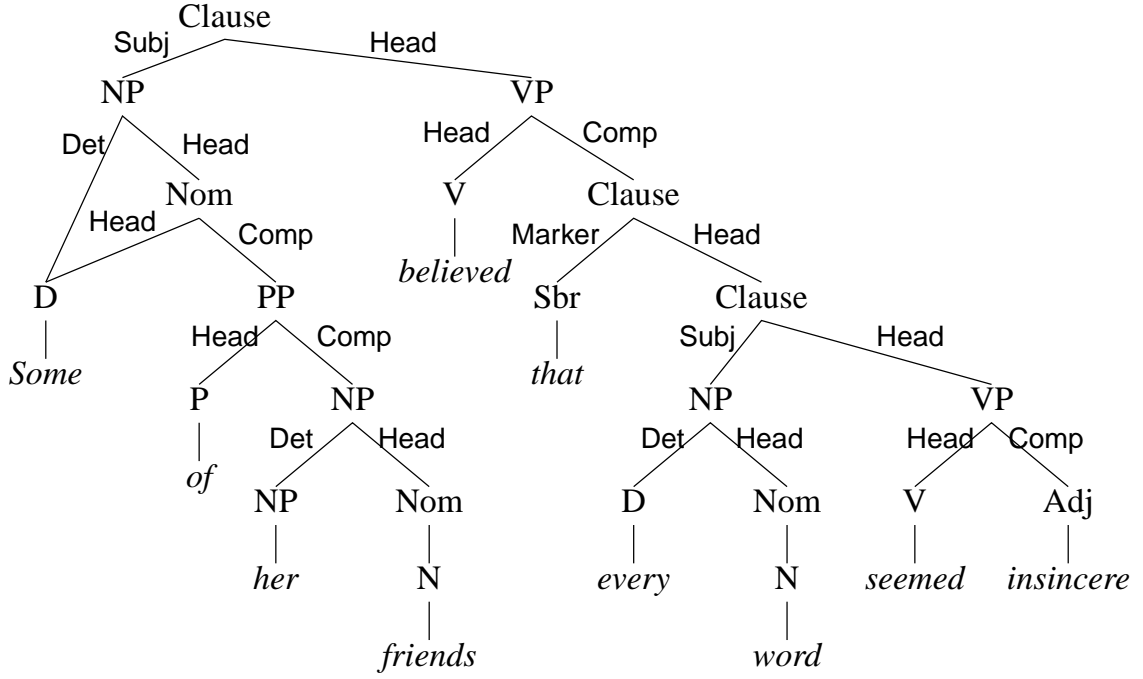 Clause
Subj Head
NP VP
Det Head Head Comp
Nom V Clause
Head Comp believed Marker Head
D PP Sbr Clause
Some Head Comp that Subj Head
P NP NP VP
of Det Head Det Head Head Comp
NP Nom D Nom V Adj
her N every N seemed insincere
friends word